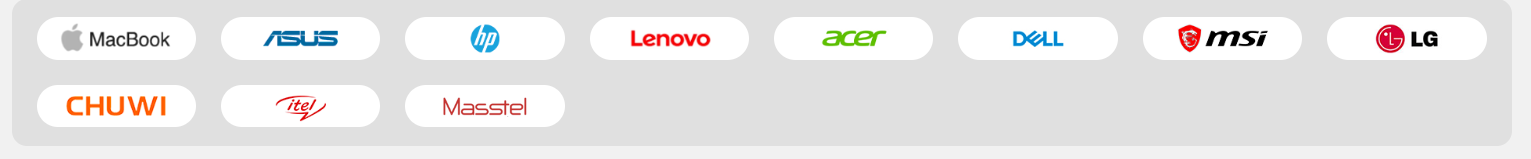 MacBook ASUS hp Lenovo acer DELL msi LG
CHUWI itel Masstel